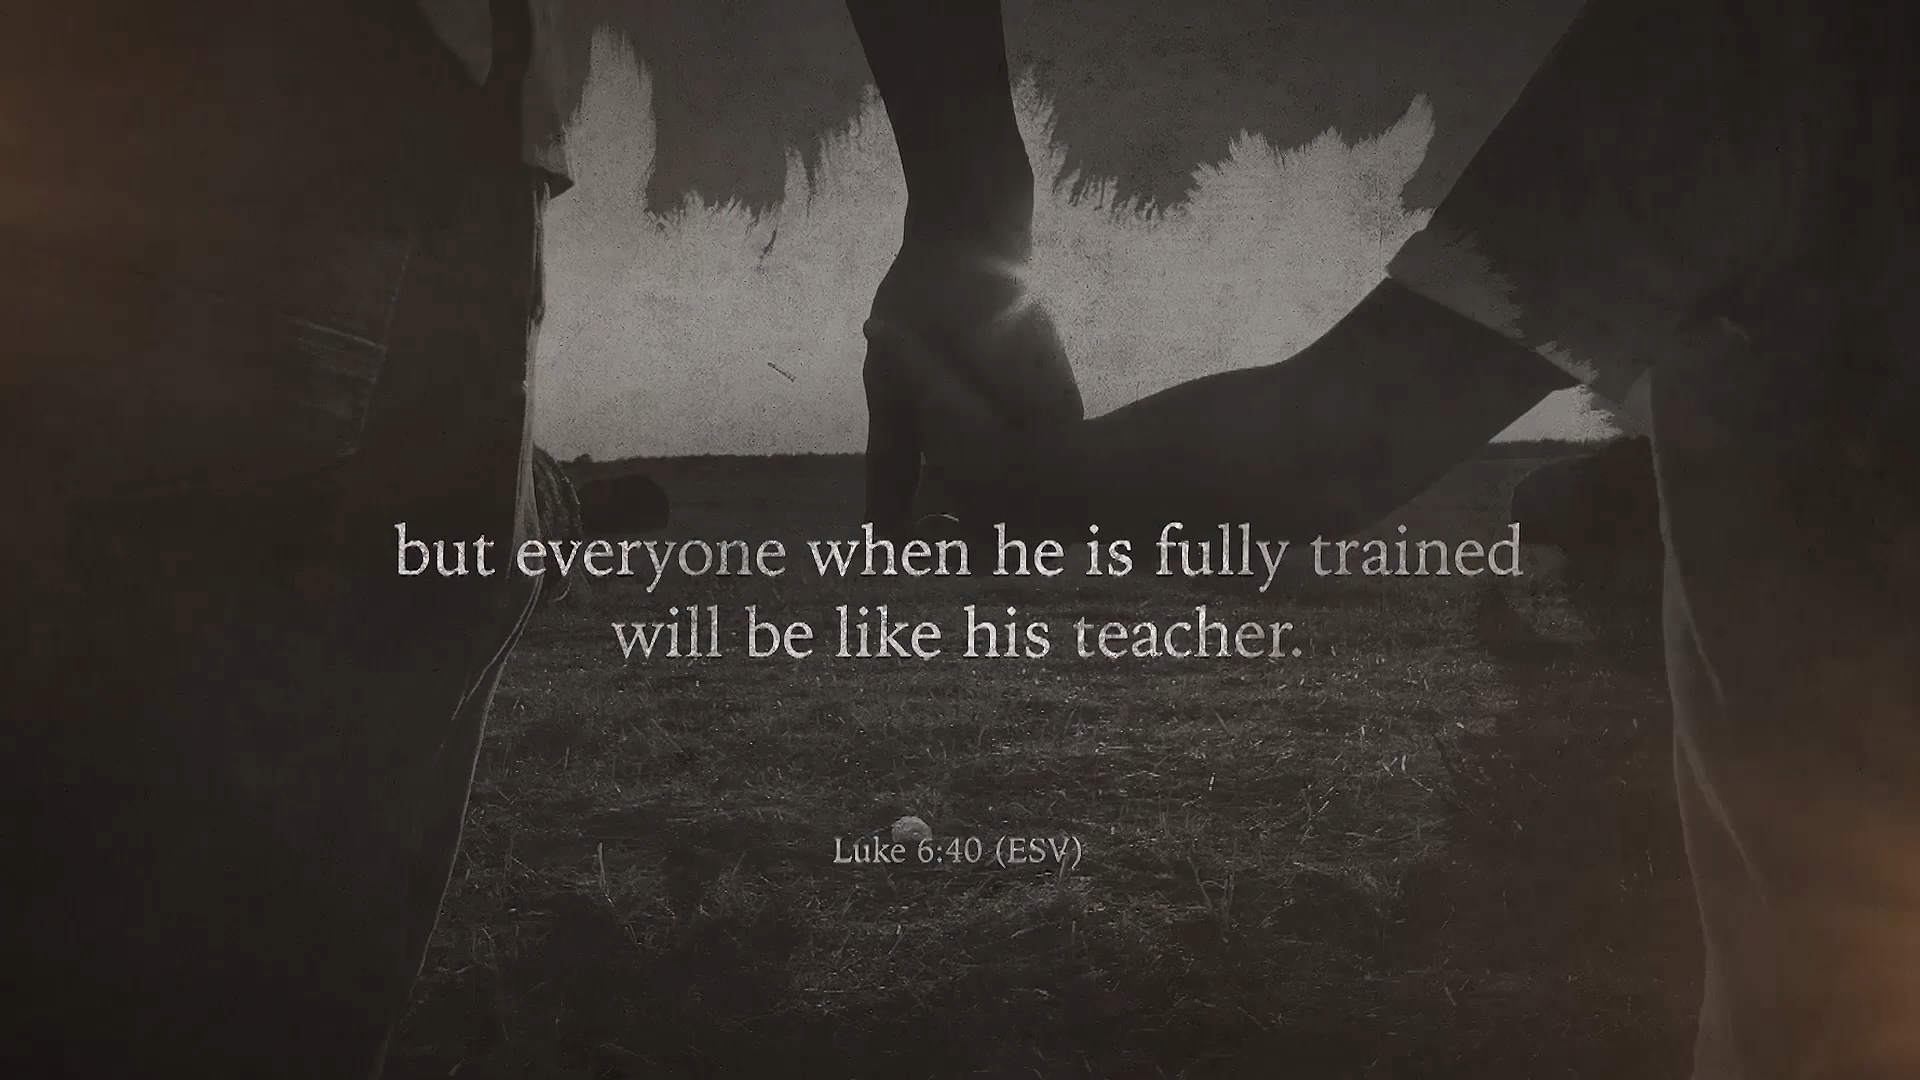 but everyone when he is fully trained
will be like his teacher.
Luke 6:40 (ESV)